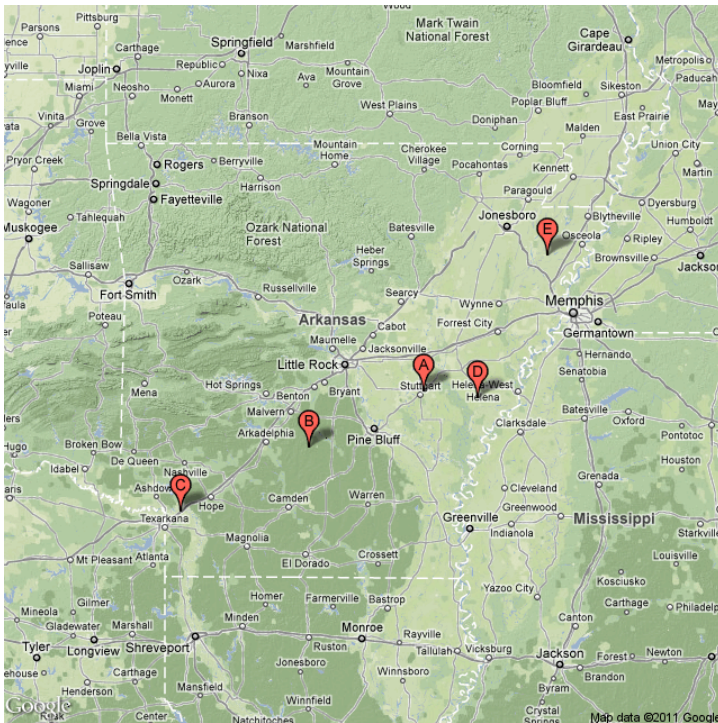 Pittsburg
Wood
Mark Twain
National Forest
Cape
Girardeau
Parsons
Carthage
Springfield
Marshfield
Metropolis
Joplin
Republic
Nixa
Mountain
Grove
Paducah
Miami
Neosho
Aurora
Ava
Bloomfield
Sikeston
Monett
West Plains
Poplar Bluff
East Prairie
Vinita
Grove
Branson
Doniphan
Malden
Bella Vista
Mountain
Home
Cherokee
Village
Corning
Union City
Pryor Creek
Rogers
Berryville
Pocahontas
Kennett
Martin
Springdale
Harrison
Paragould
Wagoner
Fayetteville
Jonesboro
Blytheville
Dyersburg
Tahlequah
Ozark National
Forest
Batesville
E
Osceola
Ripley
Humboldt
Muskogee
Heber
Springs
Brownsville
Jackson
Sallisaw
Fort Smith
Ozark
Russellville
Searcy
Wynne
Memphis
Poteau
Arkansas
Cabot
Forrest City
Germantown
Maumelle
Jacksonville
Hernando
Little Rock
A
D
Senatobia
Mena
Hot Springs
Benton
Bryant
Stuttgart
Helena-West
Helena
Malvern
B
Batesville
Oxford
Arkadelphia
Pine Bluff
Clarksdale
Pontotoc
Hugo
Broken Bow
De Queen
Nashville
Houston
Idabel
C
Grenada
Ashdown
Hope
Camden
Warren
Cleveland
Greenwood
Texarkana
Greenville
Indianola
Mississippi
Starkville
Magnolia
Mt Pleasant
Atlanta
El Dorado
Crossett
Louisville
Kosciusko
Yazoo City
Mineola
Gilmer
Homer
Farmerville
Bastrop
Carthage
Philadelphia
Gladewater
Marshall
Minden
Canton
Tyler
Longview
Shreveport
Ruston
Monroe
Rayville
Tallulah
Vicksburg
Jackson
Forest
Newton
Carthage
Jonesboro
Brandon
Henderson
Mansfield
Winnsboro
Byram
Winnfield
Crystal
Springs
Google
Center
Natchitoches
Map data ©2011 Google